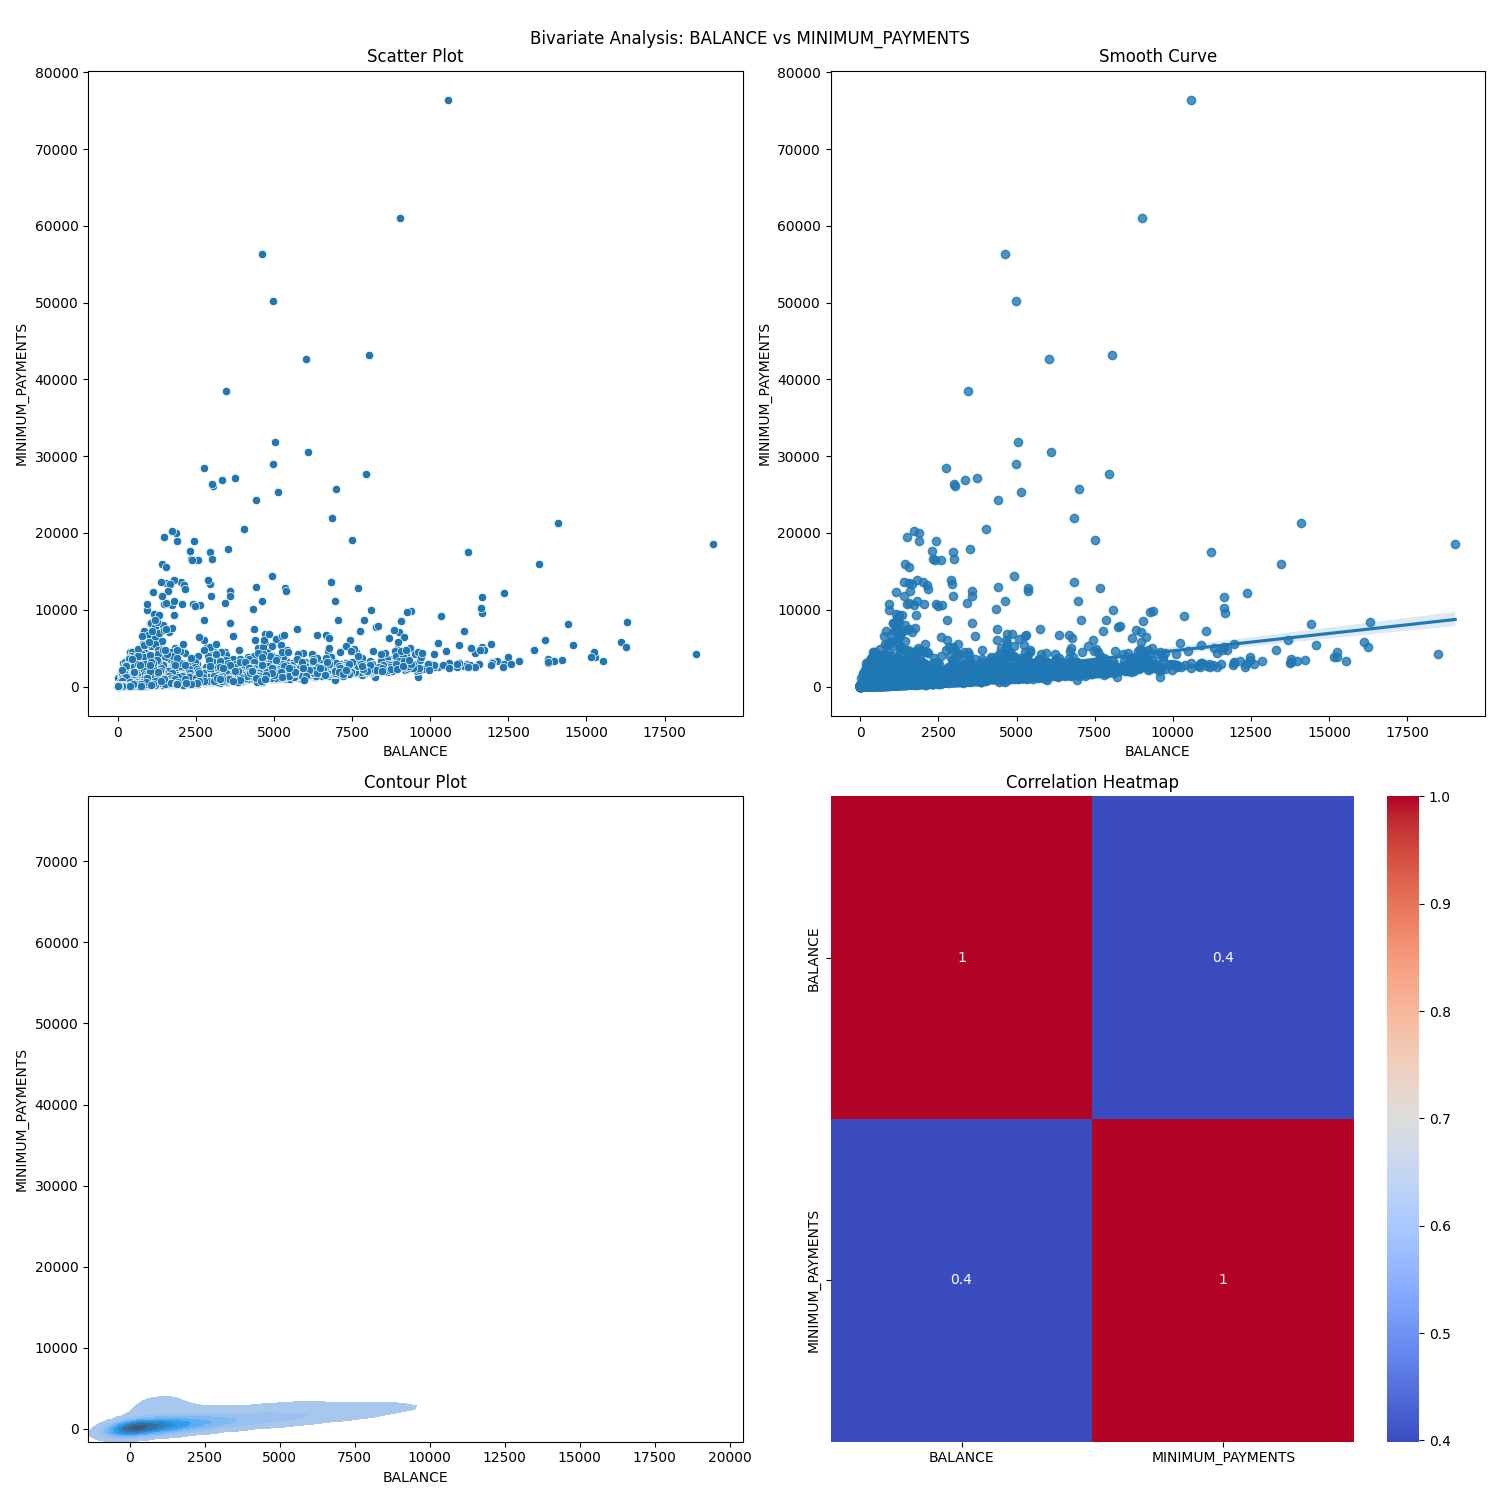 Bivariate Analysis: BALANCE vs MINIMUM_PAYMENTS
Scatter Plot
80000
70000
60000
50000
40000
30000
20000
10000
0
MINIMUM_PAYMENTS
0 2500 5000 7500 10000 12500 15000 17500
BALANCE
Smooth Curve
80000
70000
60000
50000
40000
30000
20000
10000
0
MINIMUM_PAYMENTS
0 2500 5000 7500 10000 12500 15000 17500
BALANCE
Contour Plot
70000
60000
50000
40000
30000
20000
10000
0
MINIMUM_PAYMENTS
0 2500 5000 7500 10000 12500 15000 17500 20000
BALANCE
Correlation Heatmap
BALANCE
1 0.4
MINIMUM_PAYMENTS
0.4 1
BALANCE MINIMUM_PAYMENTS
1.0
0.9
0.8
0.7
0.6
0.5
0.4